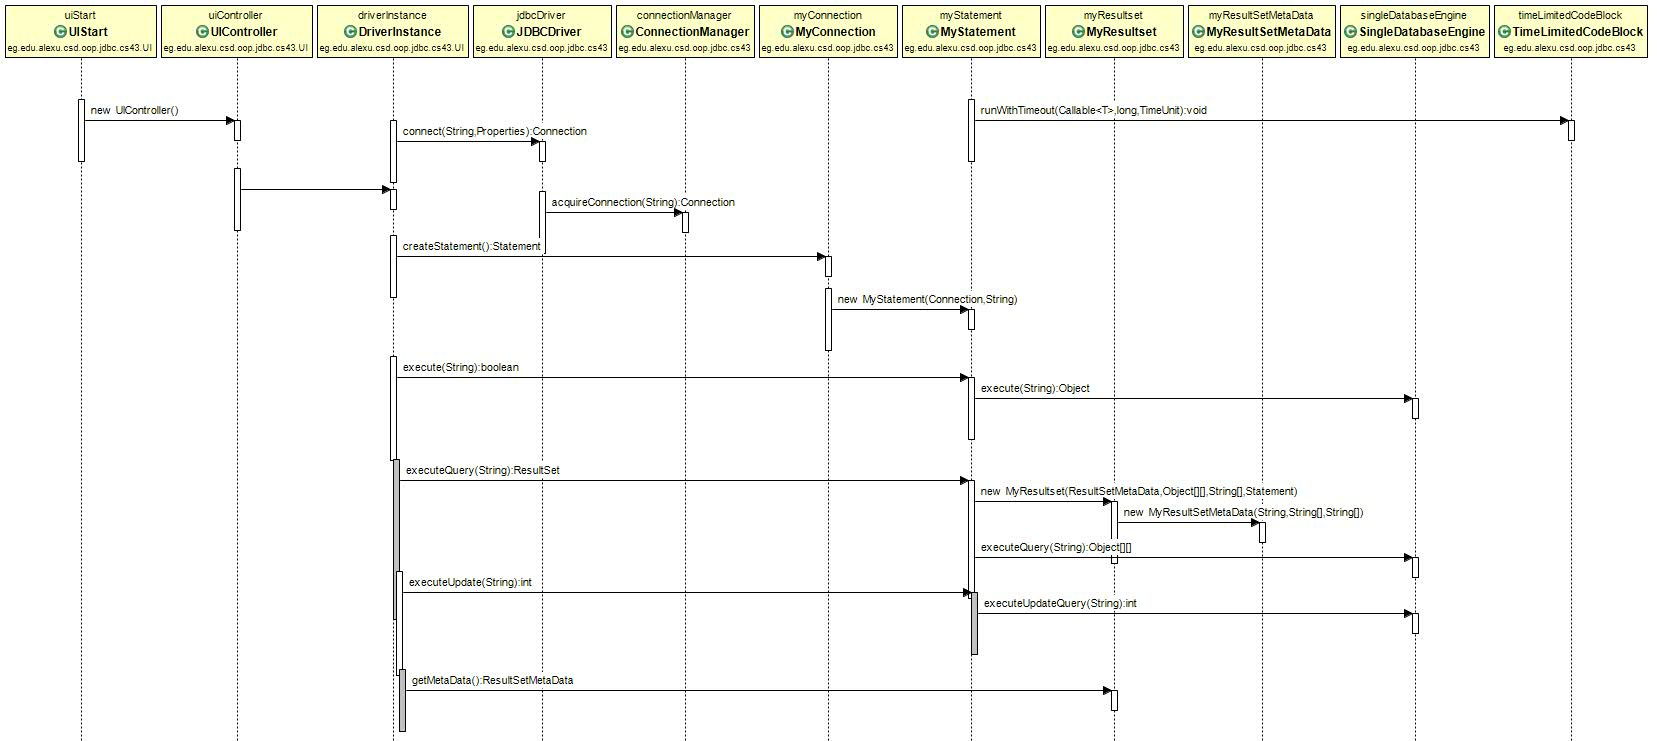 uiStart
C UIStart
eg.edu.alexu.csd.oop.jdbc.cs43.UI
uiController
C UIController
eg.edu.alexu.csd.oop.jdbc.cs43.UI
driverInstance
C DriverInstance
eg.edu.alexu.csd.oop.jdbc.cs43.UI
jdbcDriver
C JDBCDriver
eg.edu.alexu.csd.oop.jdbc.cs43
connectionManager
C ConnectionManager
eg.edu.alexu.csd.oop.jdbc.cs43
myConnection
C MyConnection
eg.edu.alexu.csd.oop.jdbc.cs43
myStatement
C MyStatement
eg.edu.alexu.csd.oop.jdbc.cs43
myResultset
C MyResultset
eg.edu.alexu.csd.oop.jdbc.cs43
myResultSetMetaData
C MyResultSetMetaData
eg.edu.alexu.csd.oop.jdbc.cs43
singleDatabaseEngine
C SingleDatabaseEngine
eg.edu.alexu.csd.oop.jdbc.cs43
timeLimitedCodeBlock
C TimeLimitedCodeBlock
eg.edu.alexu.csd.oop.jdbc.cs43
new UIController()
runWithTimeout(Callable<T>,long,TimeUnit):void
connect(String,Properties):Connection
acquireConnection(String):Connection
createStatement():Statement
new MyStatement(Connection,String)
execute(String):boolean
execute(String):Object
executeQuery(String):ResultSet
new MyResultset(ResultSetMetaData,Object[][],String[],Statement)
new MyResultSetMetaData(String,String[],String[])
executeQuery(String):Object[][]
executeUpdate(String):int
executeUpdateQuery(String):int
getMetaData():ResultSetMetaData